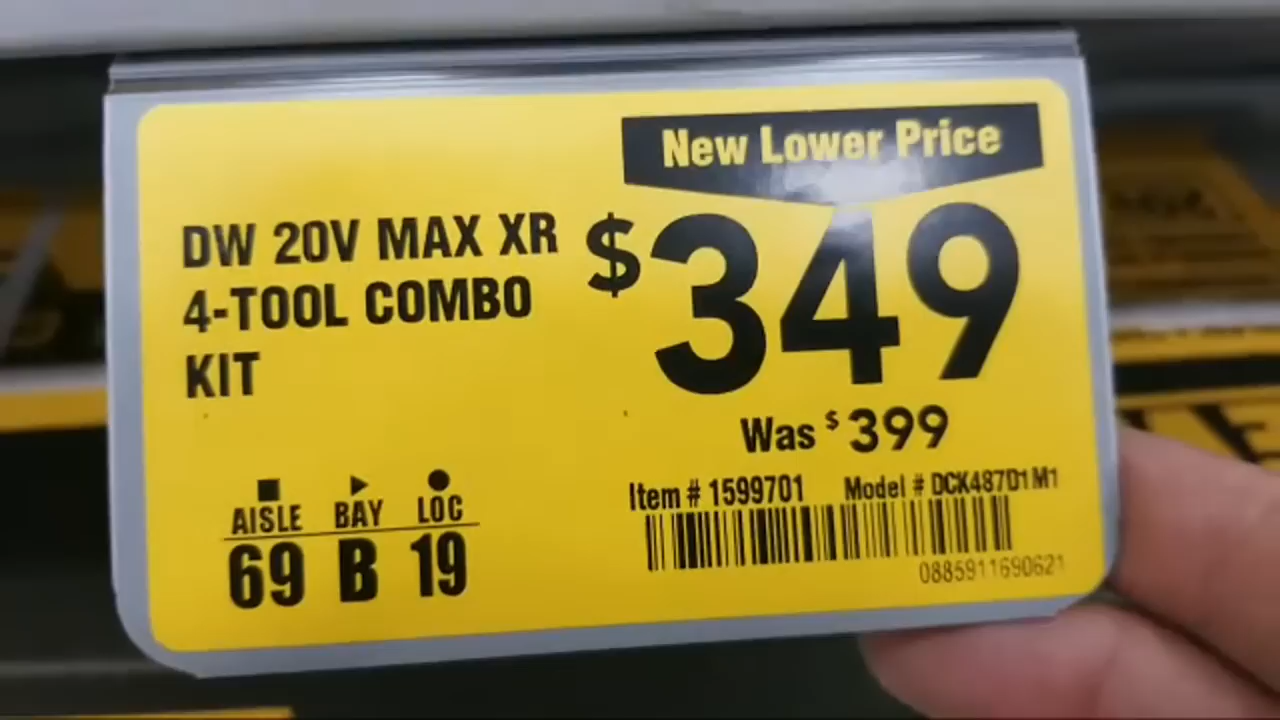 New Lower Price
DW 20V MAX XR
4-TOOL COMBO
KIT
$349
Was $399
Item # 1599701 Model # DCK487D1M1
0885911690621
AISLE BAY LOC
69 B 19